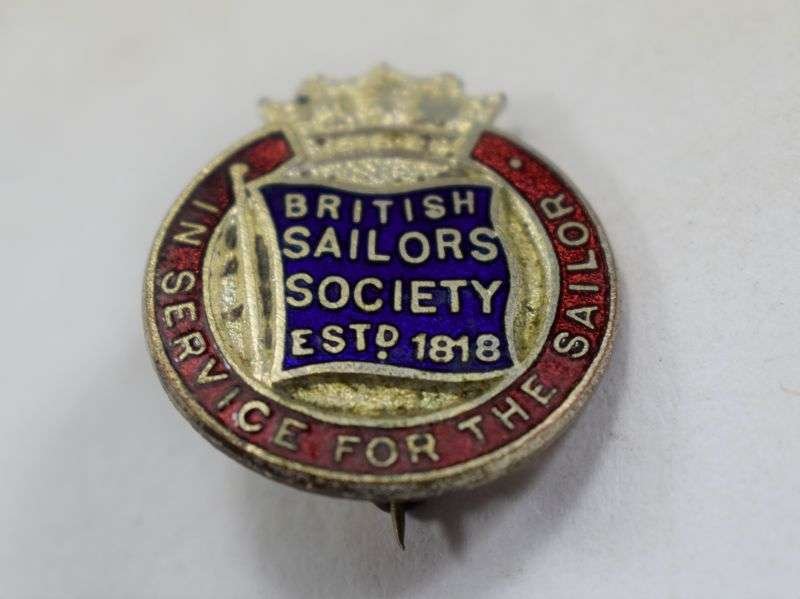 BRITISH
SAILORS
SOCIETY
ESTD. 1818
IN SERVICE FOR THE SAILOR